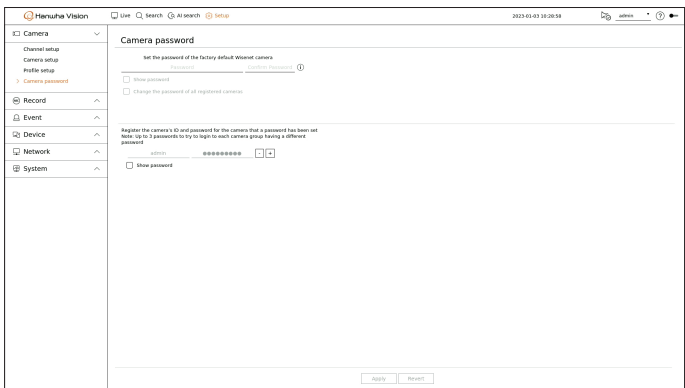 Hanwha Vision
Live Search AI search Setup
2023-01-03 10:28:58
admin
Camera
Channel setup
Camera setup
Profile setup
> Camera password
Record
Event
Device
Network
System
Camera password
Set the password of the factory default Wisenet camera
Password Confirm Password
Show password
Change the password of all registered cameras
Register the camera's ID and password for the camera that a password has been set
Note: Up to 3 passwords to try to login to each camera group having a different
password
admin ●●●●●●●●● - +
Show password
Apply Revert